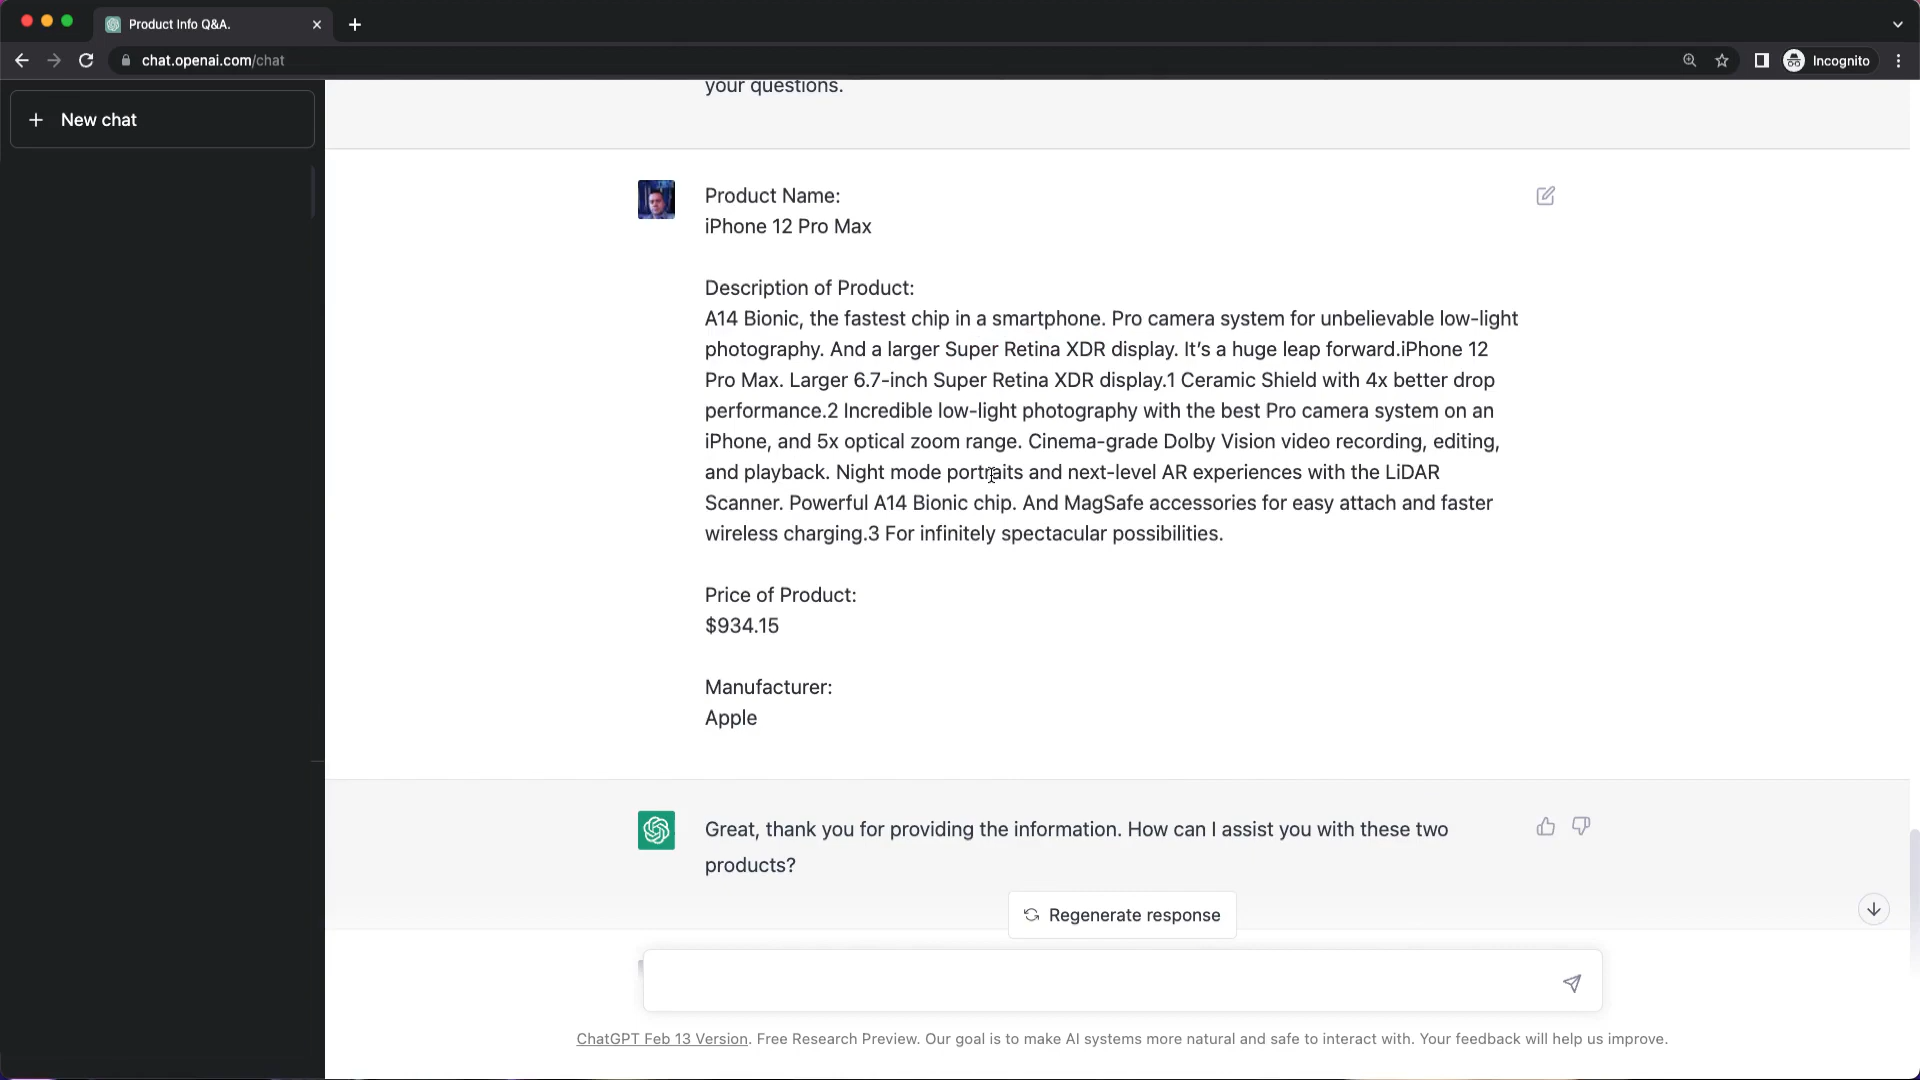 Product Info Q&A.
chat.openai.com/chat
Incognito
New chat
your questions.
Product Name:
iPhone 12 Pro Max
Description of Product:
A14 Bionic, the fastest chip in a smartphone. Pro camera system for unbelievable low-light
photography. And a larger Super Retina XDR display. It’s a huge leap forward.iPhone 12
Pro Max. Larger 6.7-inch Super Retina XDR display.1 Ceramic Shield with 4x better drop
performance.2 Incredible low-light photography with the best Pro camera system on an
iPhone, and 5x optical zoom range. Cinema-grade Dolby Vision video recording, editing,
and playback. Night mode portraits and next-level AR experiences with the LiDAR
Scanner. Powerful A14 Bionic chip. And MagSafe accessories for easy attach and faster
wireless charging.3 For infinitely spectacular possibilities.
Price of Product:
$934.15
Manufacturer:
Apple
Great, thank you for providing the information. How can I assist you with these two
products?
Regenerate response
ChatGPT Feb 13 Version. Free Research Preview. Our goal is to make AI systems more natural and safe to interact with. Your feedback will help us improve.